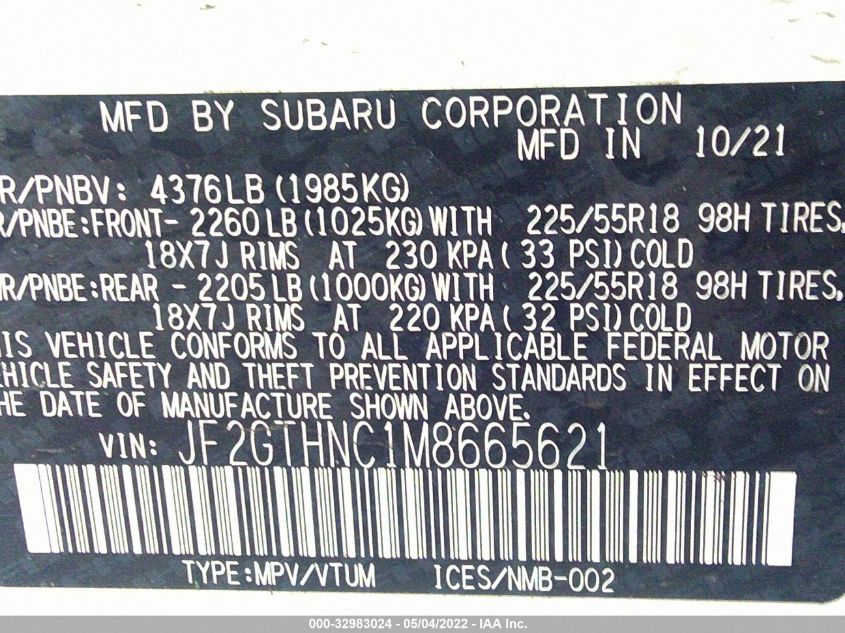 MFD BY SUBARU CORPORATION
MFD IN 10/21
R/PNBV: 4376LB (1985KG)
R/PNBE:FRONT- 2260 LB (1025KG) WITH 225/55R18 98H TIRES,
18X7J RIMS AT 230 KPA ( 33 PSI) COLD
R/PNBE:REAR - 2205 LB (1000KG) WITH 225/55R18 98H TIRES,
18X7J RIMS AT 220 KPA ( 32 PSI) COLD
IS VEHICLE CONFORMS TO ALL APPLICABLE FEDERAL MOTOR
HICLE SAFETY AND THEFT PREVENTION STANDARDS IN EFFECT ON
E DATE OF MANUFACTURE SHOWN ABOVE.
VIN: JF2GTHNC1M8665621
TYPE:MPV/VTUM ICES/NMB-002
000-32983024 - 05/04/2022 - IAA Inc.